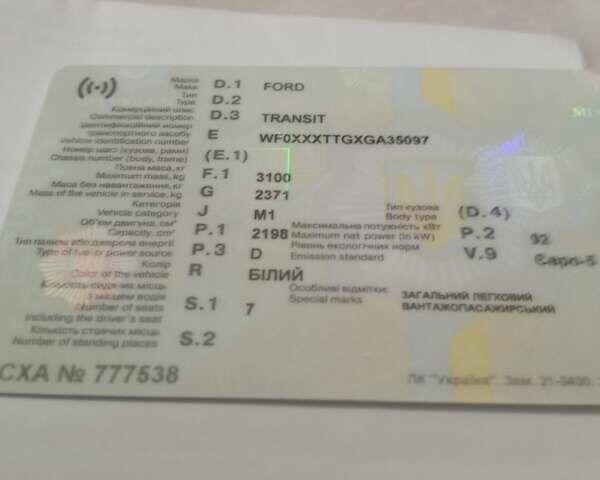 Марка
Make D.1 FORD
Тип
Type D.2
Комерційний опис
Commercial description D.3 TRANSIT
Ідентифікаційний номер
транспортного засобу
vehicle identification number E WF0XXXTTGXGA35097
Номер шасі (кузова, рами)
Chassis number (body, frame) (E.1)
Повна маса, кг
Maximum mass, kg F.1 3100
Маса без навантаження, кг
Mass of the vehicle in service, kg G 2371
Категорія
Vehicle category J M1
Тип кузова
Body type (D.4)
Об'єм двигуна, см³
Capacity, cm³ P.1 2198
Максимальна потужність кВт
Maximum net power (in kW) P.2 92
Тип палива або джерела енергії
Type of fuel or power source P.3 D
Рівень екологічних норм
Emission standard V.9 Євро-5
Колір
Color of the vehicle R БІЛИЙ
Кількість сидячих місць
з місцем водія
Number of seats
including the driver's seat S.1 7
Особливі відмітки
Special marks ЗАГАЛЬНИЙ ЛЕГКОВИЙ
ВАНТАЖОПАСАЖИРСЬКИЙ
Кількість стоячих місць
Number of standing places S.2
СХА № 777538
ПК "Україна". Зам. 21-3430.